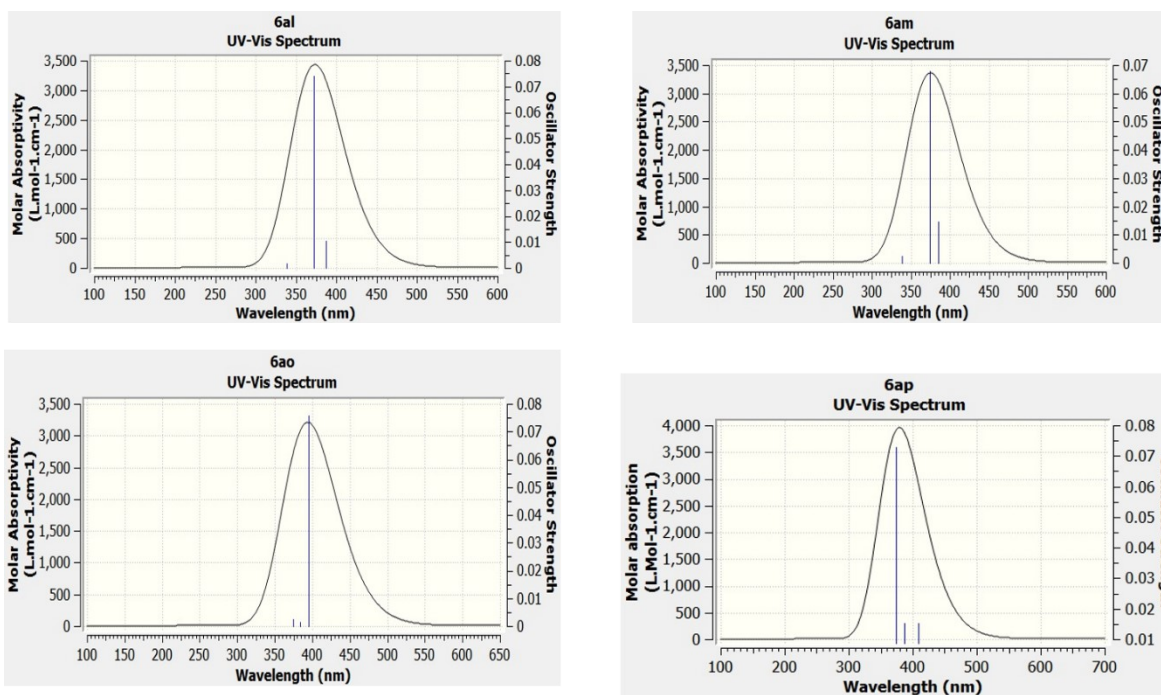 6al
UV-Vis Spectrum
Molar Absorptivity
(L.mol-1.cm-1)
3,500
3,000
2,500
2,000
1,500
1,000
500
0
0.08
0.07
0.06
0.05
0.04
0.03
0.02
0.01
0
Oscillator Strength
100 150 200 250 300 350 400 450 500 550 600
Wavelength (nm)
6am
UV-Vis Spectrum
Molar Absorptivity
(L.mol-1.cm-1)
3,500
3,000
2,500
2,000
1,500
1,000
500
0
0.07
0.06
0.05
0.04
0.03
0.02
0.01
0
Oscillator Strength
100 150 200 250 300 350 400 450 500 550 600
Wavelength (nm)
6ao
UV-Vis Spectrum
Molar Absorptivity
(L.mol-1.cm-1)
3,500
3,000
2,500
2,000
1,500
1,000
500
0
0.08
0.07
0.06
0.05
0.04
0.03
0.02
0.01
0
Oscillator Strength
100 150 200 250 300 350 400 450 500 550 600 650
Wavelength (nm)
6ap
UV-Vis Spectrum
Molar absorption
(L.Mol-1.cm-1)
4,000
3,500
3,000
2,500
2,000
1,500
1,000
500
0
0.08
0.07
0.06
0.05
0.04
0.03
0.02
0.01
100 200 300 400 500 600 700
Wavelength (nm)